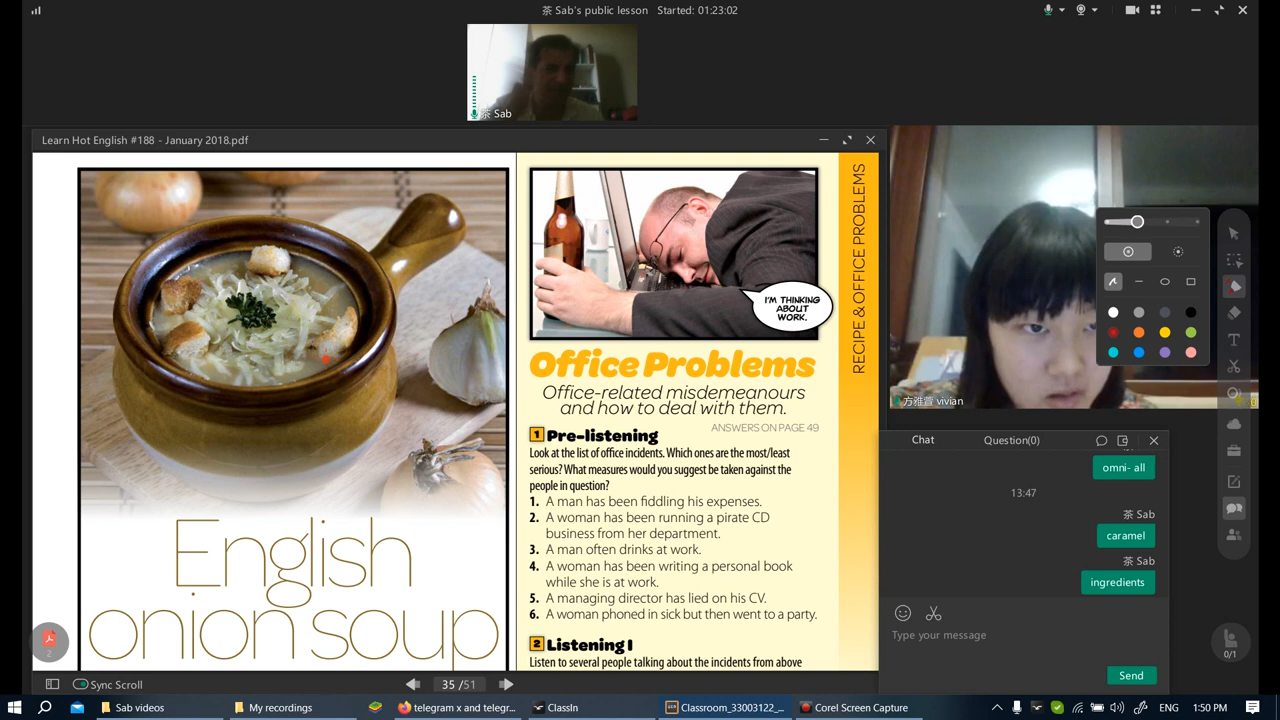 茶 Sab's public lesson Started: 01:23:02
茶 Sab
Learn Hot English #188 - January 2018.pdf
I'M THINKING
ABOUT
WORK.
RECIPE & OFFICE PROBLEMS
Office Problems
Office-related misdemeanours
and how to deal with them.
ANSWERS ON PAGE 49
1 Pre-listening
Look at the list of office incidents. Which ones are the most/least
serious? What measures would you suggest be taken against the
people in question?
1. A man has been fiddling his expenses.
2. A woman has been running a pirate CD
business from her department.
3. A man often drinks at work.
4. A woman has been writing a personal book
while she is at work.
5. A managing director has lied on his CV.
6. A woman phoned in sick but then went to a party.
2 Listening I
Listen to several people talking about the incidents from above
English
onion soup
2
Sync Scroll
35 /51
方雅萱 vivian
T
Chat
Question(0)
omni- all
13:47
茶 Sab
caramel
茶 Sab
ingredients
Type your message
Send
0/1
Sab videos
My recordings
telegram x and telegr...
ClassIn
Classroom_33003122_...
Corel Screen Capture
1:50 PM